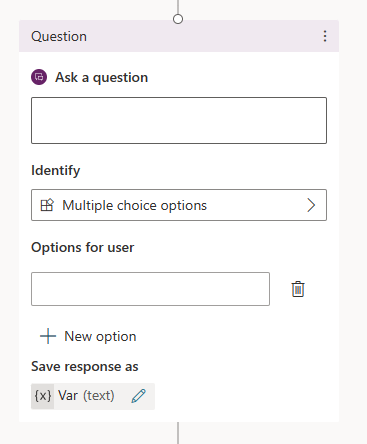 Question
Ask a question
Identify
Multiple choice options
Options for user
New option
Save response as
{x} Var (text)